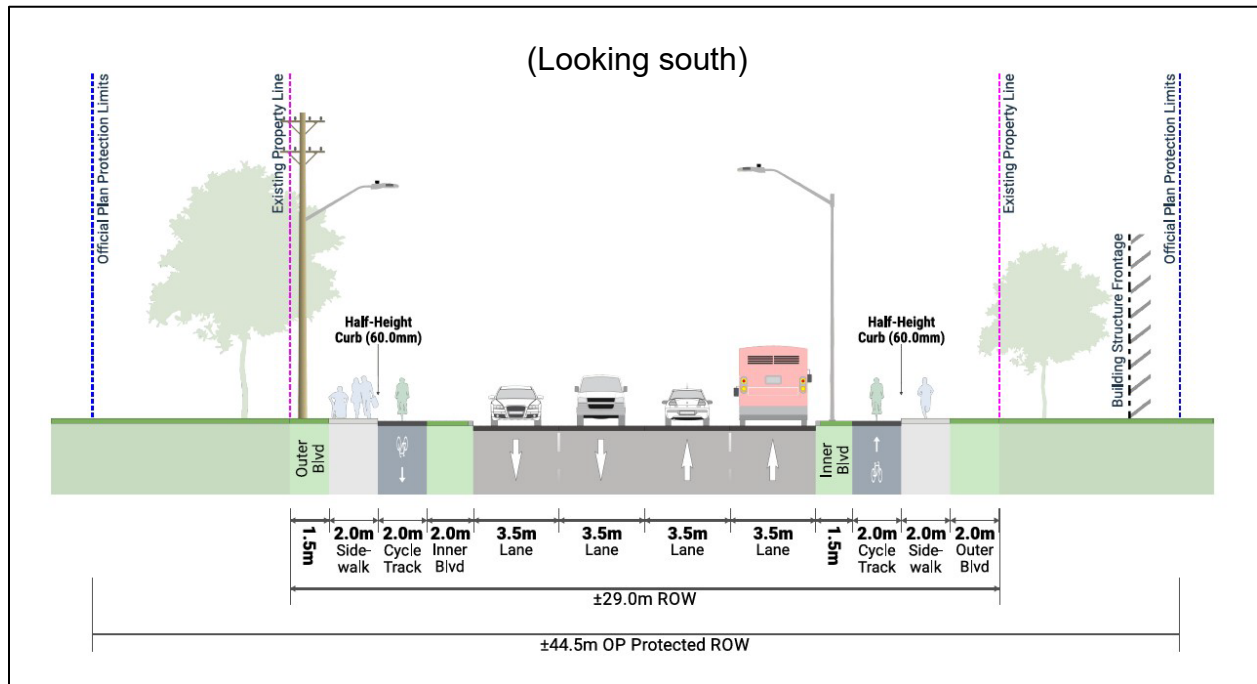 (Looking south)
Official Plan Protection Limits
Existing Property Line
Existing Property Line
Official Plan Protection Limits
Building Structure Frontage
Half-Height
Curb (60.0mm)
Half-Height
Curb (60.0mm)
Outer
Blvd
Inner
Blvd
1.5m
2.0m
Side-
walk
2.0m
Cycle
Track
2.0m
Inner
Blvd
3.5m
Lane
3.5m
Lane
3.5m
Lane
3.5m
Lane
1.5m
2.0m
Cycle
Track
2.0m
Side-
walk
2.0m
Outer
Blvd
±29.0m ROW
±44.5m OP Protected ROW